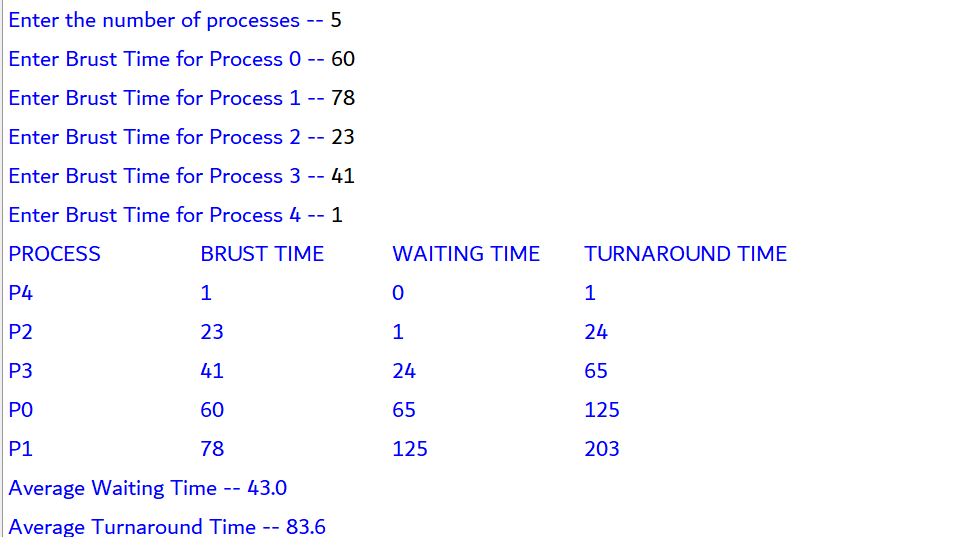 Enter the number of processes -- 5
Enter Brust Time for Process 0 -- 60
Enter Brust Time for Process 1 -- 78
Enter Brust Time for Process 2 -- 23
Enter Brust Time for Process 3 -- 41
Enter Brust Time for Process 4 -- 1
PROCESS BRUST TIME WAITING TIME TURNAROUND TIME
P4 1 0 1
P2 23 1 24
P3 41 24 65
P0 60 65 125
P1 78 125 203
Average Waiting Time -- 43.0
Average Turnaround Time -- 83.6